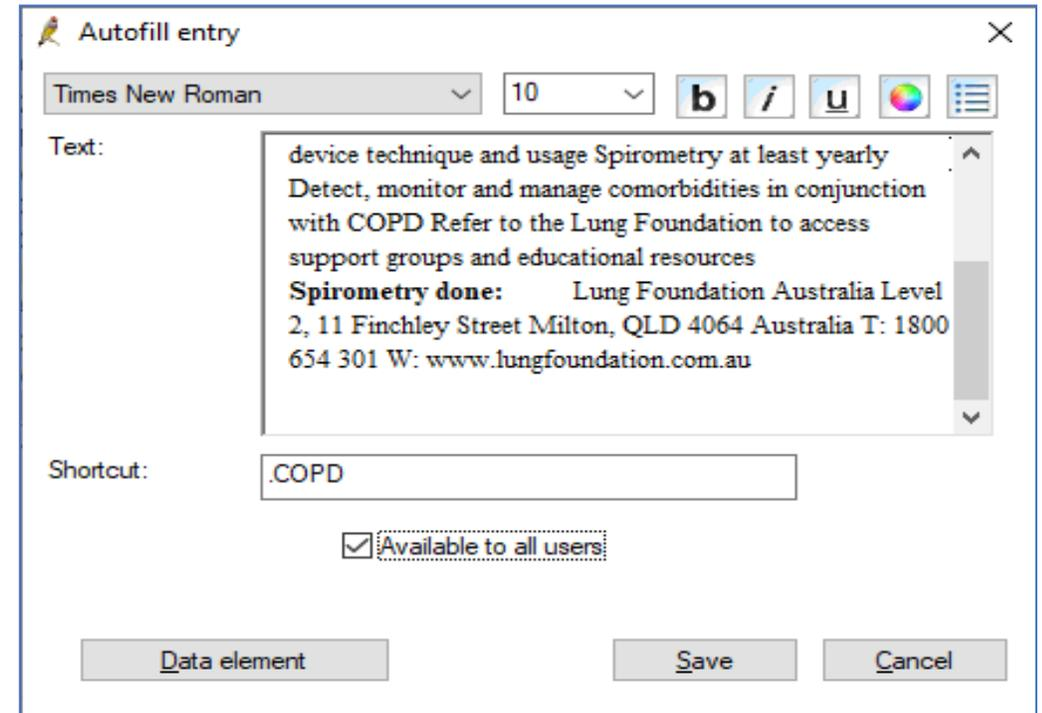 Autofill entry
Times New Roman 10 b i u
Text:
device technique and usage Spirometry at least yearly
Detect, monitor and manage comorbidities in conjunction
with COPD Refer to the Lung Foundation to access
support groups and educational resources
Spirometry done: Lung Foundation Australia Level
2, 11 Finchley Street Milton, QLD 4064 Australia T: 1800
654 301 W: www.lungfoundation.com.au
Shortcut: .COPD
Available to all users
Data element Save Cancel